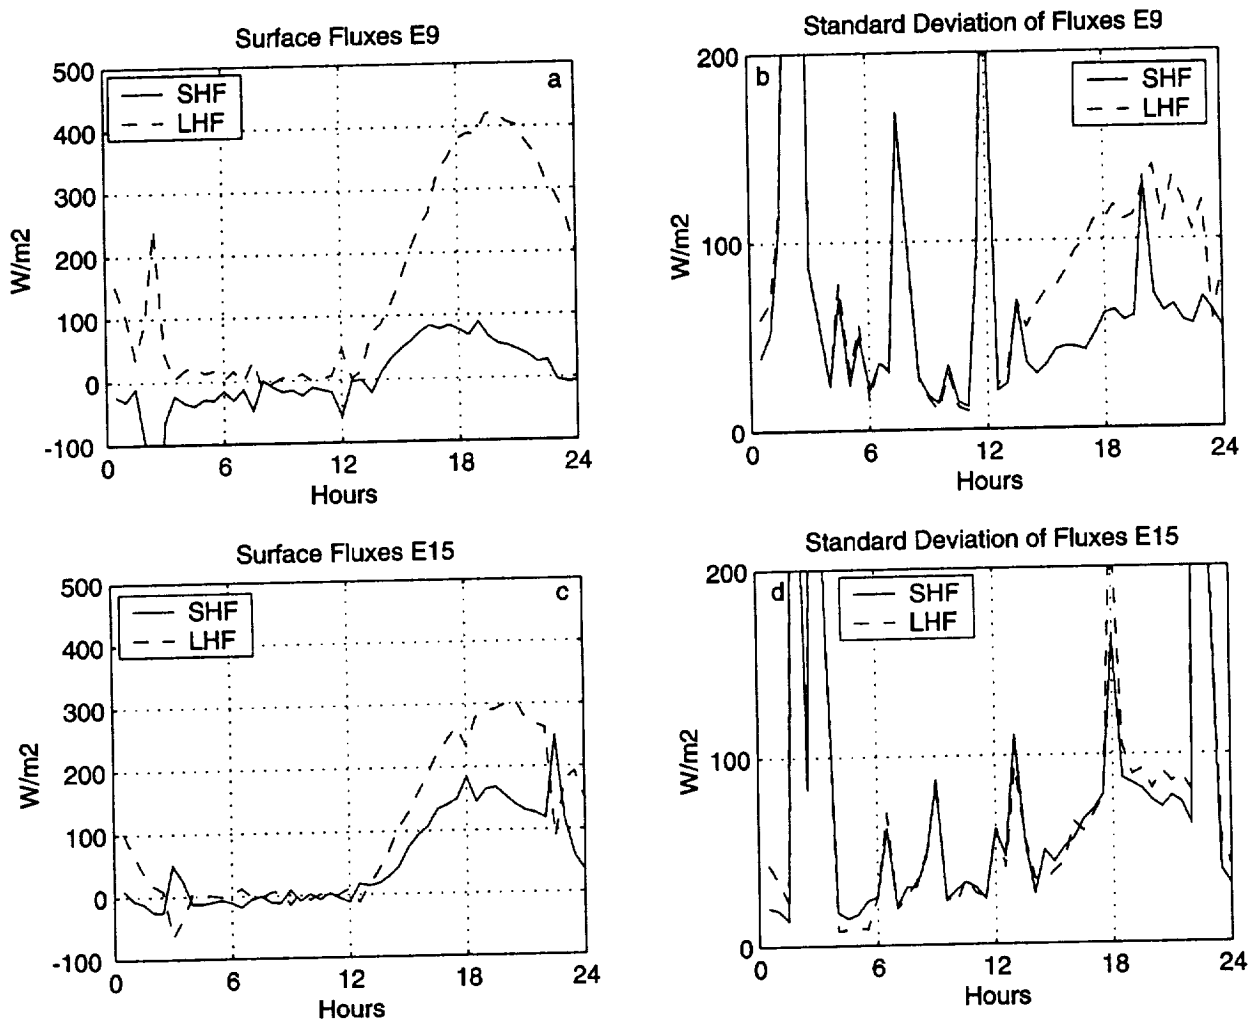 Surface Fluxes E9
500
400
300
200
100
0
-100
W/m2
a
SHF
LHF
0
6
12
18
24
Hours
Standard Deviation of Fluxes E9
200
100
0
W/m2
b
SHF
LHF
0
6
12
18
24
Hours
Surface Fluxes E15
500
400
300
200
100
0
-100
W/m2
c
SHF
LHF
0
6
12
18
24
Hours
Standard Deviation of Fluxes E15
200
100
0
W/m2
d
SHF
LHF
0
6
12
18
24
Hours